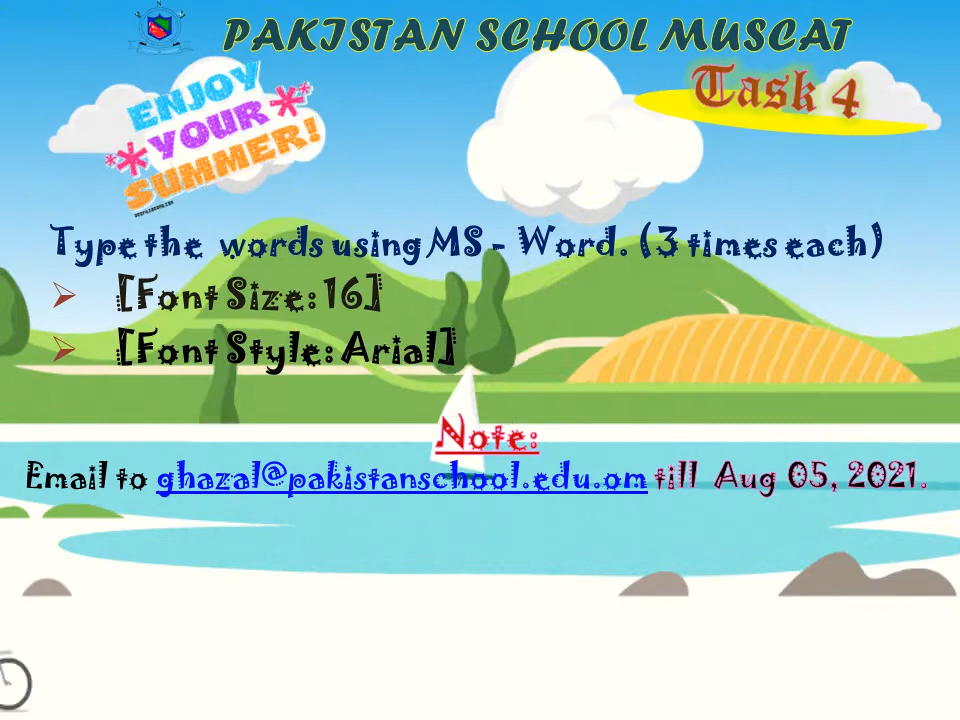 PAKISTAN SCHOOL MUSCAT
Task 4
ENJOY
YOUR
SUMMER!
Type the words using MS - Word. (3 times each)
➢ [Font Size: 16]
➢ [Font Style: Arial]
Note:
Email to ghazal@pakistanschool.edu.om till Aug 05, 2021.